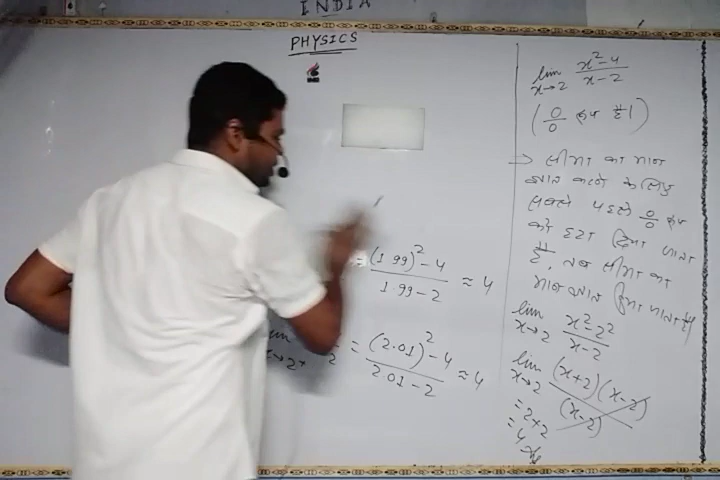 INDIA
PHYSICS
= (1.99)² - 4 / 1.99 - 2 ≈ 4
x→2⁺ = (2.01)² - 4 / 2.01 - 2 ≈ 4
lim x→2 x² - 4 / x - 2
(0/0 रूप है।)
→ सीमा का मान
ज्ञात करने के लिए
सबसे पहले 0/0 रूप
को हटा दिया जाता
है, तब सीमा का
मान ज्ञात किया जाता है
lim x→2 x² - 2² / x - 2
lim x→2 (x+2)(x-2) / (x-2)
= 2+2
= 4